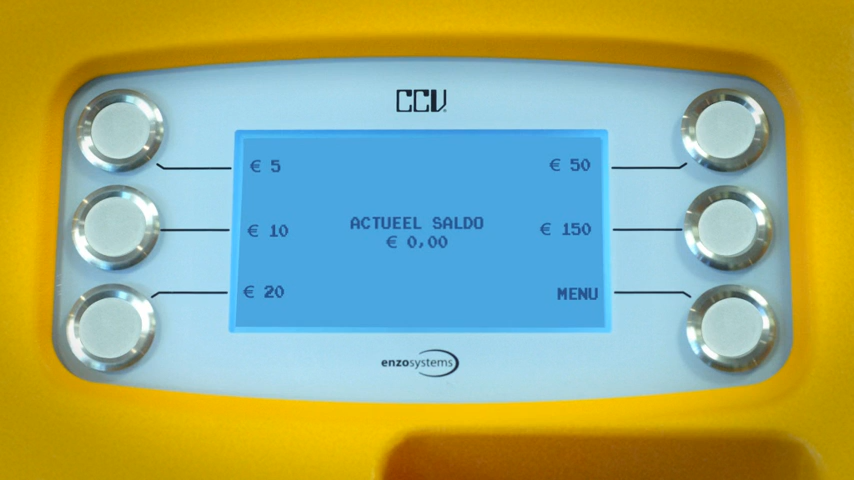 CCV
€ 5
€ 50
€ 10
ACTUEEL SALDO
€ 0,00
€ 150
€ 20
MENU
enzosystems